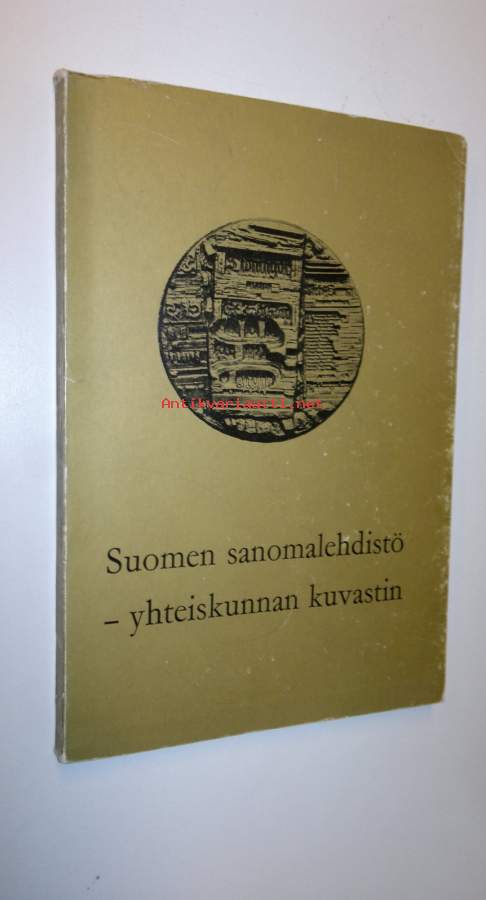 Antikvariaatti.net
Suomen sanomalehdistö
– yhteiskunnan kuvastin